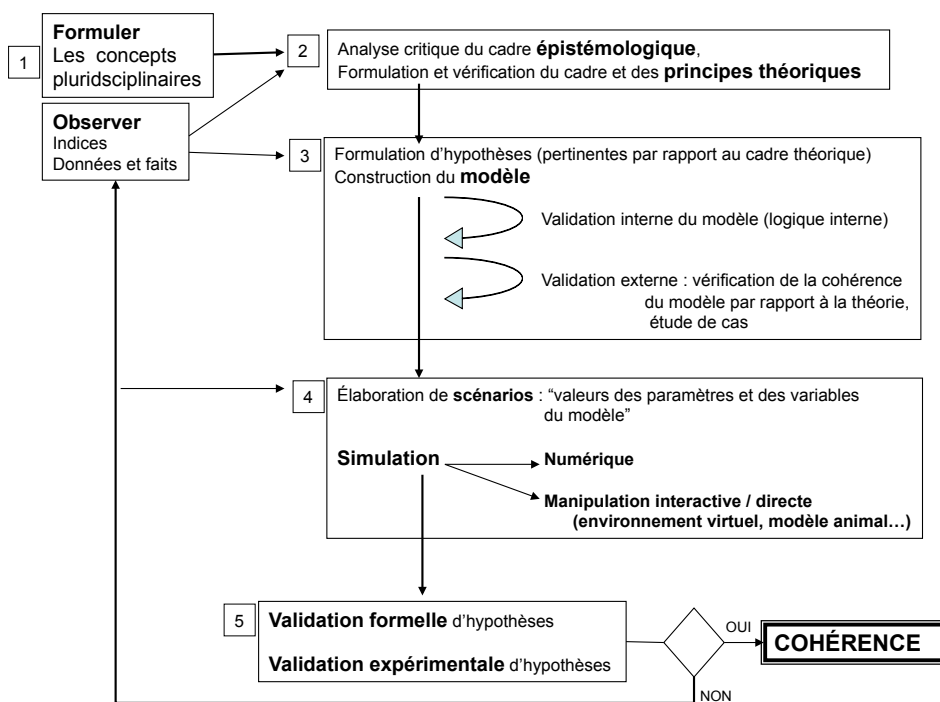 1
Formuler
Les concepts
pluridsciplinaires
Observer
Indices
Données et faits
2
Analyse critique du cadre épistémologique,
Formulation et vérification du cadre et des principes théoriques
3
Formulation d'hypothèses (pertinentes par rapport au cadre théorique)
Construction du modèle
Validation interne du modèle (logique interne)
Validation externe : vérification de la cohérence
du modèle par rapport à la théorie,
étude de cas
4
Élaboration de scénarios : “valeurs des paramètres et des variables
du modèle”
Simulation
Numérique
Manipulation interactive / directe
(environnement virtuel, modèle animal…)
5
Validation formelle d'hypothèses
Validation expérimentale d'hypothèses
OUI
COHÉRENCE
NON